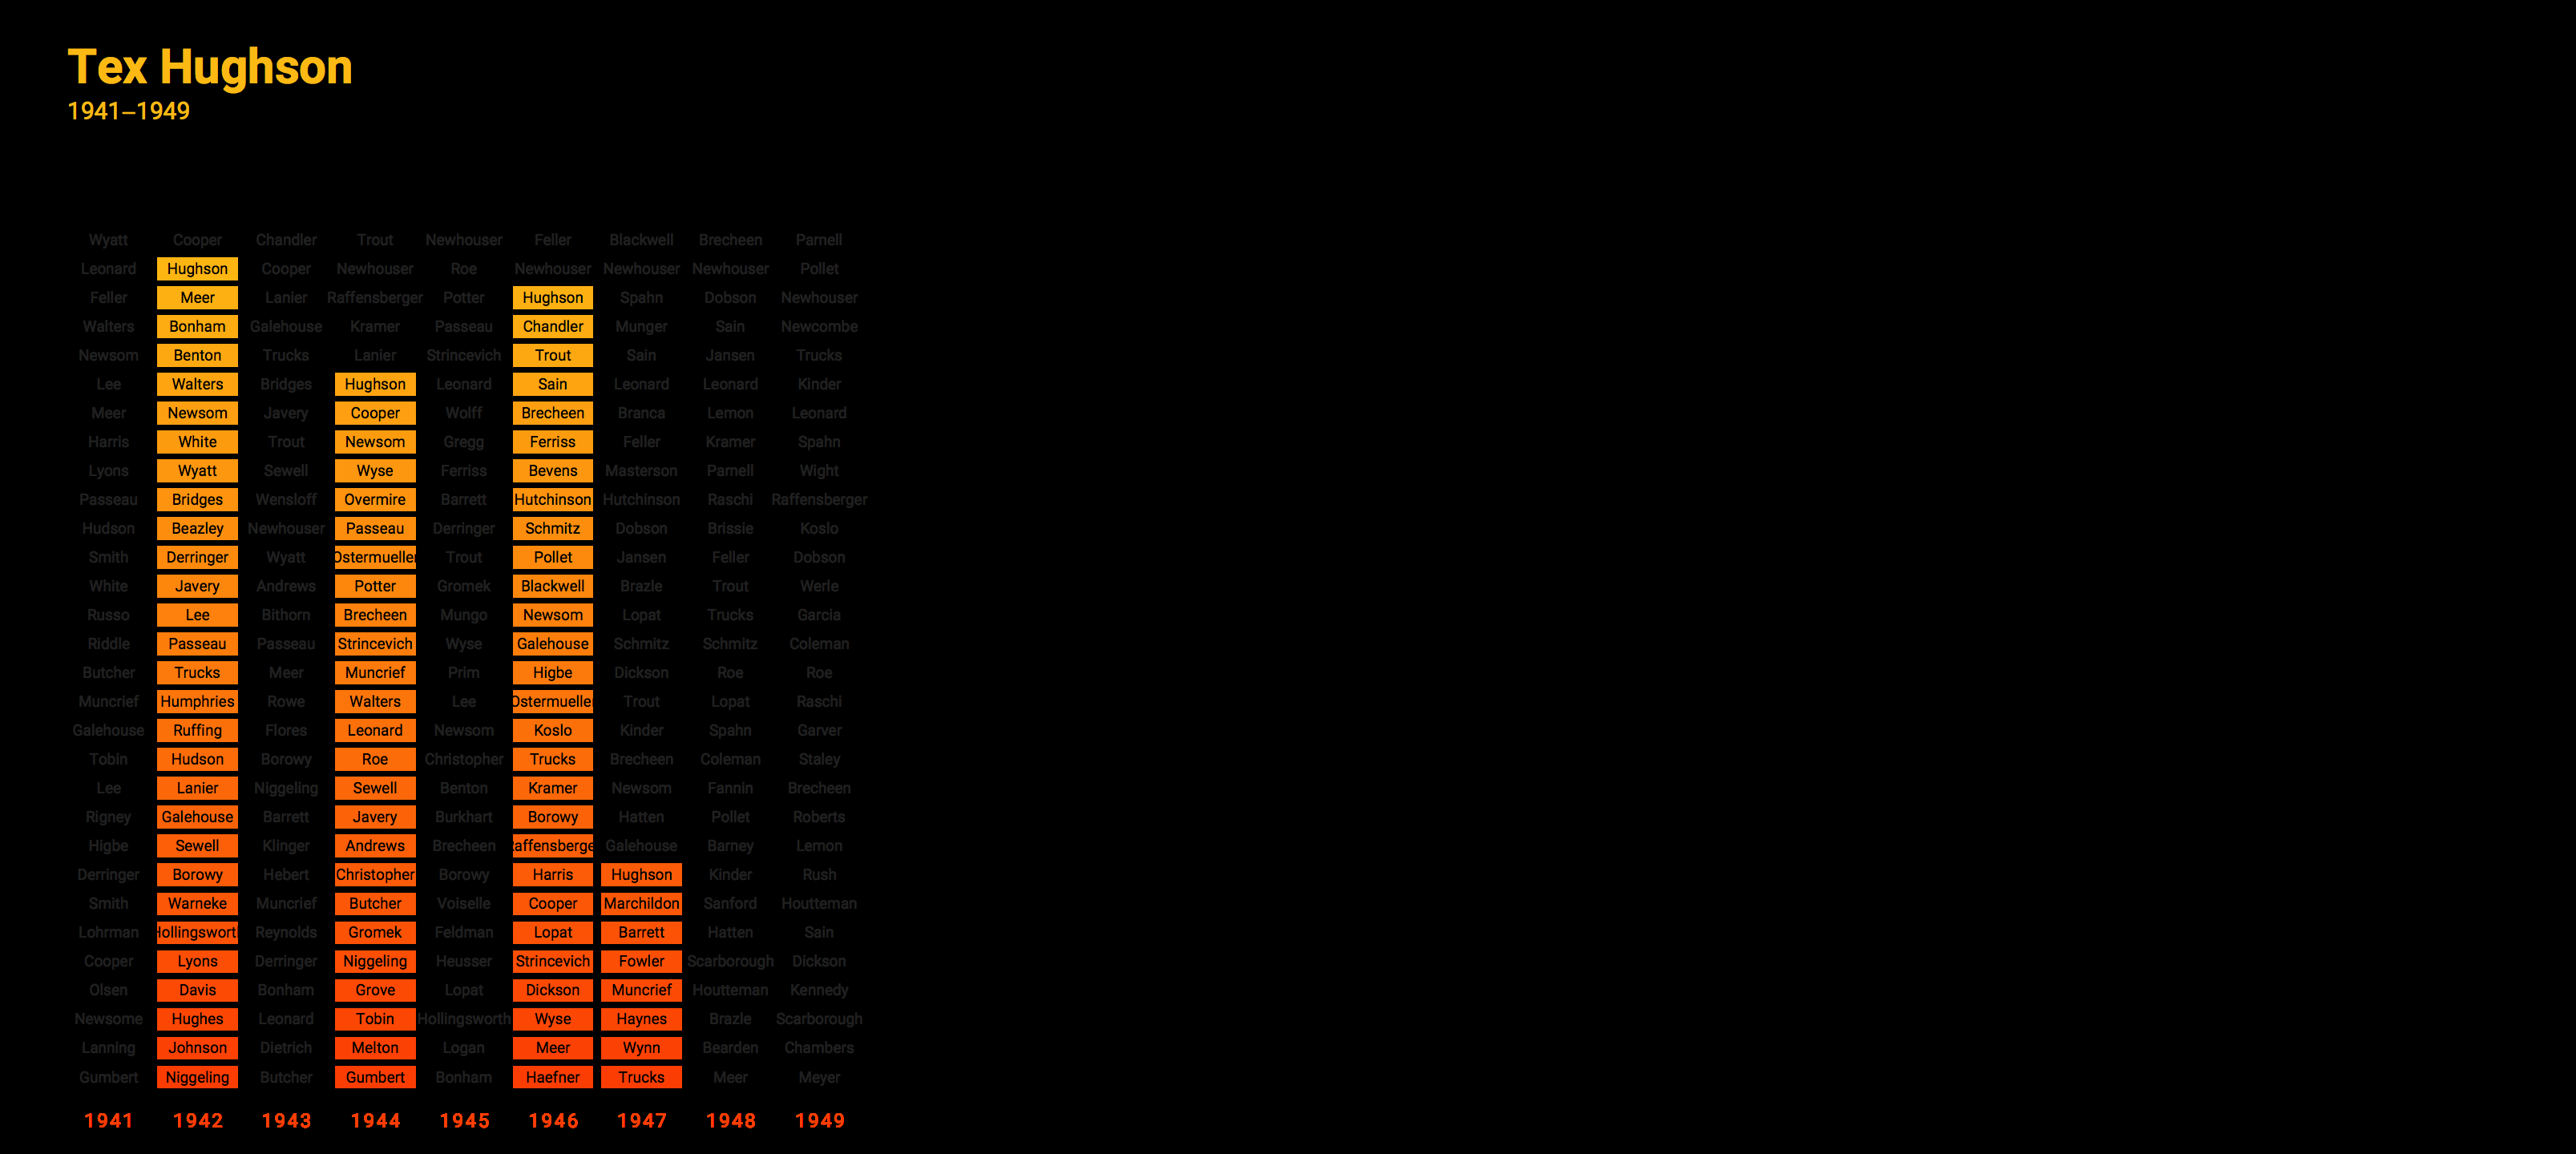 Tex Hughson
1941–1949
Wyatt Cooper Chandler Trout Newhouser Feller Blackwell Brecheen Parnell
Leonard Hughson Cooper Newhouser Roe Newhouser Newhouser Newhouser Pollet
Feller Meer Lanier Raffensberger Potter Hughson Spahn Dobson Newhouser
Walters Bonham Galehouse Kramer Passeau Chandler Munger Sain Newcombe
Newsom Benton Trucks Lanier Strincevich Trout Sain Jansen Trucks
Lee Walters Bridges Hughson Leonard Sain Leonard Leonard Kinder
Meer Newsom Javery Cooper Wolff Brecheen Branca Lemon Leonard
Harris White Trout Newsom Gregg Ferriss Feller Kramer Spahn
Lyons Wyatt Sewell Wyse Ferriss Bevens Masterson Parnell Wight
Passeau Bridges Wensloff Overmire Barrett Hutchinson Hutchinson Raschi Raffensberger
Hudson Beazley Newhouser Passeau Derringer Schmitz Dobson Brissie Koslo
Smith Derringer Wyatt Ostermueller Trout Pollet Jansen Feller Dobson
White Javery Andrews Potter Gromek Blackwell Brazle Trout Werle
Russo Lee Bithorn Brecheen Mungo Newsom Lopat Trucks Garcia
Riddle Passeau Passeau Strincevich Wyse Galehouse Schmitz Schmitz Coleman
Butcher Trucks Meer Muncrief Prim Higbe Dickson Roe Roe
Muncrief Humphries Rowe Walters Lee Ostermueller Trout Lopat Raschi
Galehouse Ruffing Flores Leonard Newsom Koslo Kinder Spahn Garver
Tobin Hudson Borowy Roe Christopher Trucks Brecheen Coleman Staley
Lee Lanier Niggeling Sewell Benton Kramer Newsom Fannin Brecheen
Rigney Galehouse Barrett Javery Burkhart Borowy Hatten Pollet Roberts
Higbe Sewell Klinger Andrews Brecheen affensberge Galehouse Barney Lemon
Derringer Borowy Hebert Christopher Borowy Harris Hughson Kinder Rush
Smith Warneke Muncrief Butcher Voiselle Cooper Marchildon Sanford Houtteman
Lohrman Hollingsworth Reynolds Gromek Feldman Lopat Barrett Hatten Sain
Cooper Lyons Derringer Niggeling Heusser Strincevich Fowler Scarborough Dickson
Olsen Davis Bonham Grove Lopat Dickson Muncrief Houtteman Kennedy
Newsome Hughes Leonard Tobin Hollingsworth Wyse Haynes Brazle Scarborough
Lanning Johnson Dietrich Melton Logan Meer Wynn Bearden Chambers
Gumbert Niggeling Butcher Gumbert Bonham Haefner Trucks Meer Meyer
1941 1942 1943 1944 1945 1946 1947 1948 1949